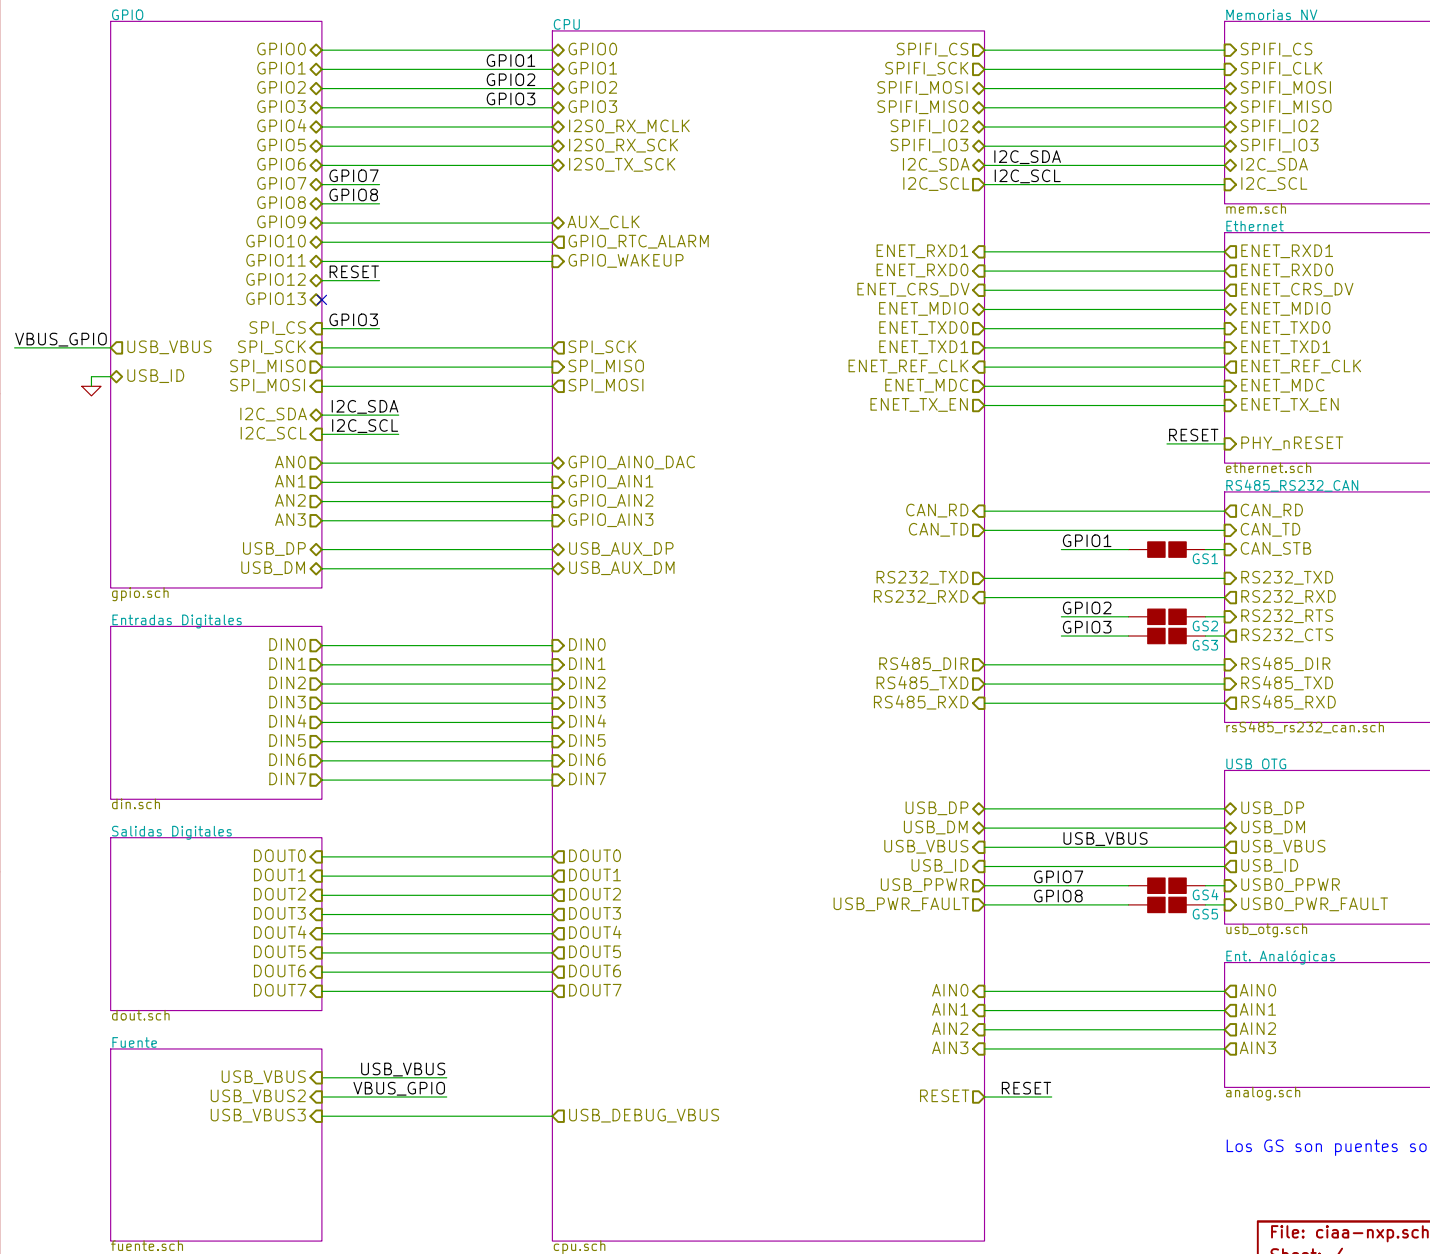 GPIO
GPIO0
GPIO1
GPIO2
GPIO3
GPIO4
GPIO5
GPIO6
GPIO7
GPIO7
GPIO8
GPIO8
GPIO9
GPIO10
GPIO11
GPIO12
RESET
GPIO13
SPI_CS
GPIO3
VBUS_GPIO
USB_VBUS
SPI_SCK
SPI_MISO
USB_ID
SPI_MOSI
I2C_SDA
I2C_SDA
I2C_SCL
I2C_SCL
AN0
AN1
AN2
AN3
USB_DP
USB_DM
gpio.sch
Entradas Digitales
DIN0
DIN1
DIN2
DIN3
DIN4
DIN5
DIN6
DIN7
din.sch
Salidas Digitales
DOUT0
DOUT1
DOUT2
DOUT3
DOUT4
DOUT5
DOUT6
DOUT7
dout.sch
Fuente
USB_VBUS
USB_VBUS
USB_VBUS2
VBUS_GPIO
USB_VBUS3
fuente.sch
CPU
GPIO0
GPIO1
GPIO1
GPIO2
GPIO2
GPIO3
GPIO3
I2S0_RX_MCLK
I2S0_RX_SCK
I2S0_TX_SCK
AUX_CLK
GPIO_RTC_ALARM
GPIO_WAKEUP
SPI_SCK
SPI_MISO
SPI_MOSI
GPIO_AIN0_DAC
GPIO_AIN1
GPIO_AIN2
GPIO_AIN3
USB_AUX_DP
USB_AUX_DM
DIN0
DIN1
DIN2
DIN3
DIN4
DIN5
DIN6
DIN7
DOUT0
DOUT1
DOUT2
DOUT3
DOUT4
DOUT5
DOUT6
DOUT7
USB_DEBUG_VBUS
cpu.sch
SPIFI_CS
SPIFI_SCK
SPIFI_MOSI
SPIFI_MISO
SPIFI_IO2
SPIFI_IO3
I2C_SDA
I2C_SDA
I2C_SCL
I2C_SCL
ENET_RXD1
ENET_RXD0
ENET_CRS_DV
ENET_MDIO
ENET_TXD0
ENET_TXD1
ENET_REF_CLK
ENET_MDC
ENET_TX_EN
CAN_RD
CAN_TD
RS232_TXD
RS232_RXD
RS485_DIR
RS485_TXD
RS485_RXD
USB_DP
USB_DM
USB_VBUS
USB_VBUS
USB_ID
USB_PPWR
GPIO7
USB_PWR_FAULT
GPIO8
AIN0
AIN1
AIN2
AIN3
RESET
RESET
Memorias NV
SPIFI_CS
SPIFI_CLK
SPIFI_MOSI
SPIFI_MISO
SPIFI_IO2
SPIFI_IO3
I2C_SDA
I2C_SCL
mem.sch
Ethernet
ENET_RXD1
ENET_RXD0
ENET_CRS_DV
ENET_MDIO
ENET_TXD0
ENET_TXD1
ENET_REF_CLK
ENET_MDC
ENET_TX_EN
RESET
PHY_nRESET
ethernet.sch
RS485_RS232_CAN
CAN_RD
CAN_TD
GPIO1
CAN_STB
GS1
RS232_TXD
RS232_RXD
GPIO2
RS232_RTS
GS2
GPIO3
RS232_CTS
GS3
RS485_DIR
RS485_TXD
RS485_RXD
rsS485_rs232_can.sch
USB OTG
USB_DP
USB_DM
USB_VBUS
USB_ID
USB0_PPWR
GS4
USB0_PWR_FAULT
GS5
usb_otg.sch
Ent. Analógicas
AIN0
AIN1
AIN2
AIN3
analog.sch
Los GS son puentes so
File: ciaa-nxp.sch
Sheet: /